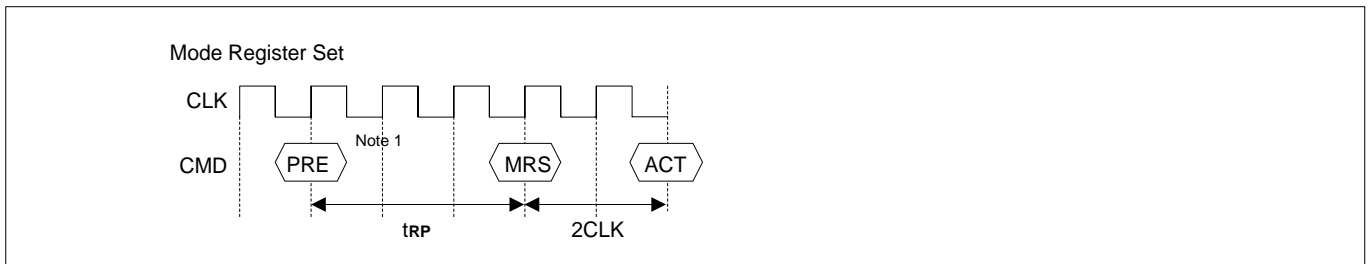 Mode Register Set
CLK
Note 1
CMD PRE MRS ACT
tRP 2CLK